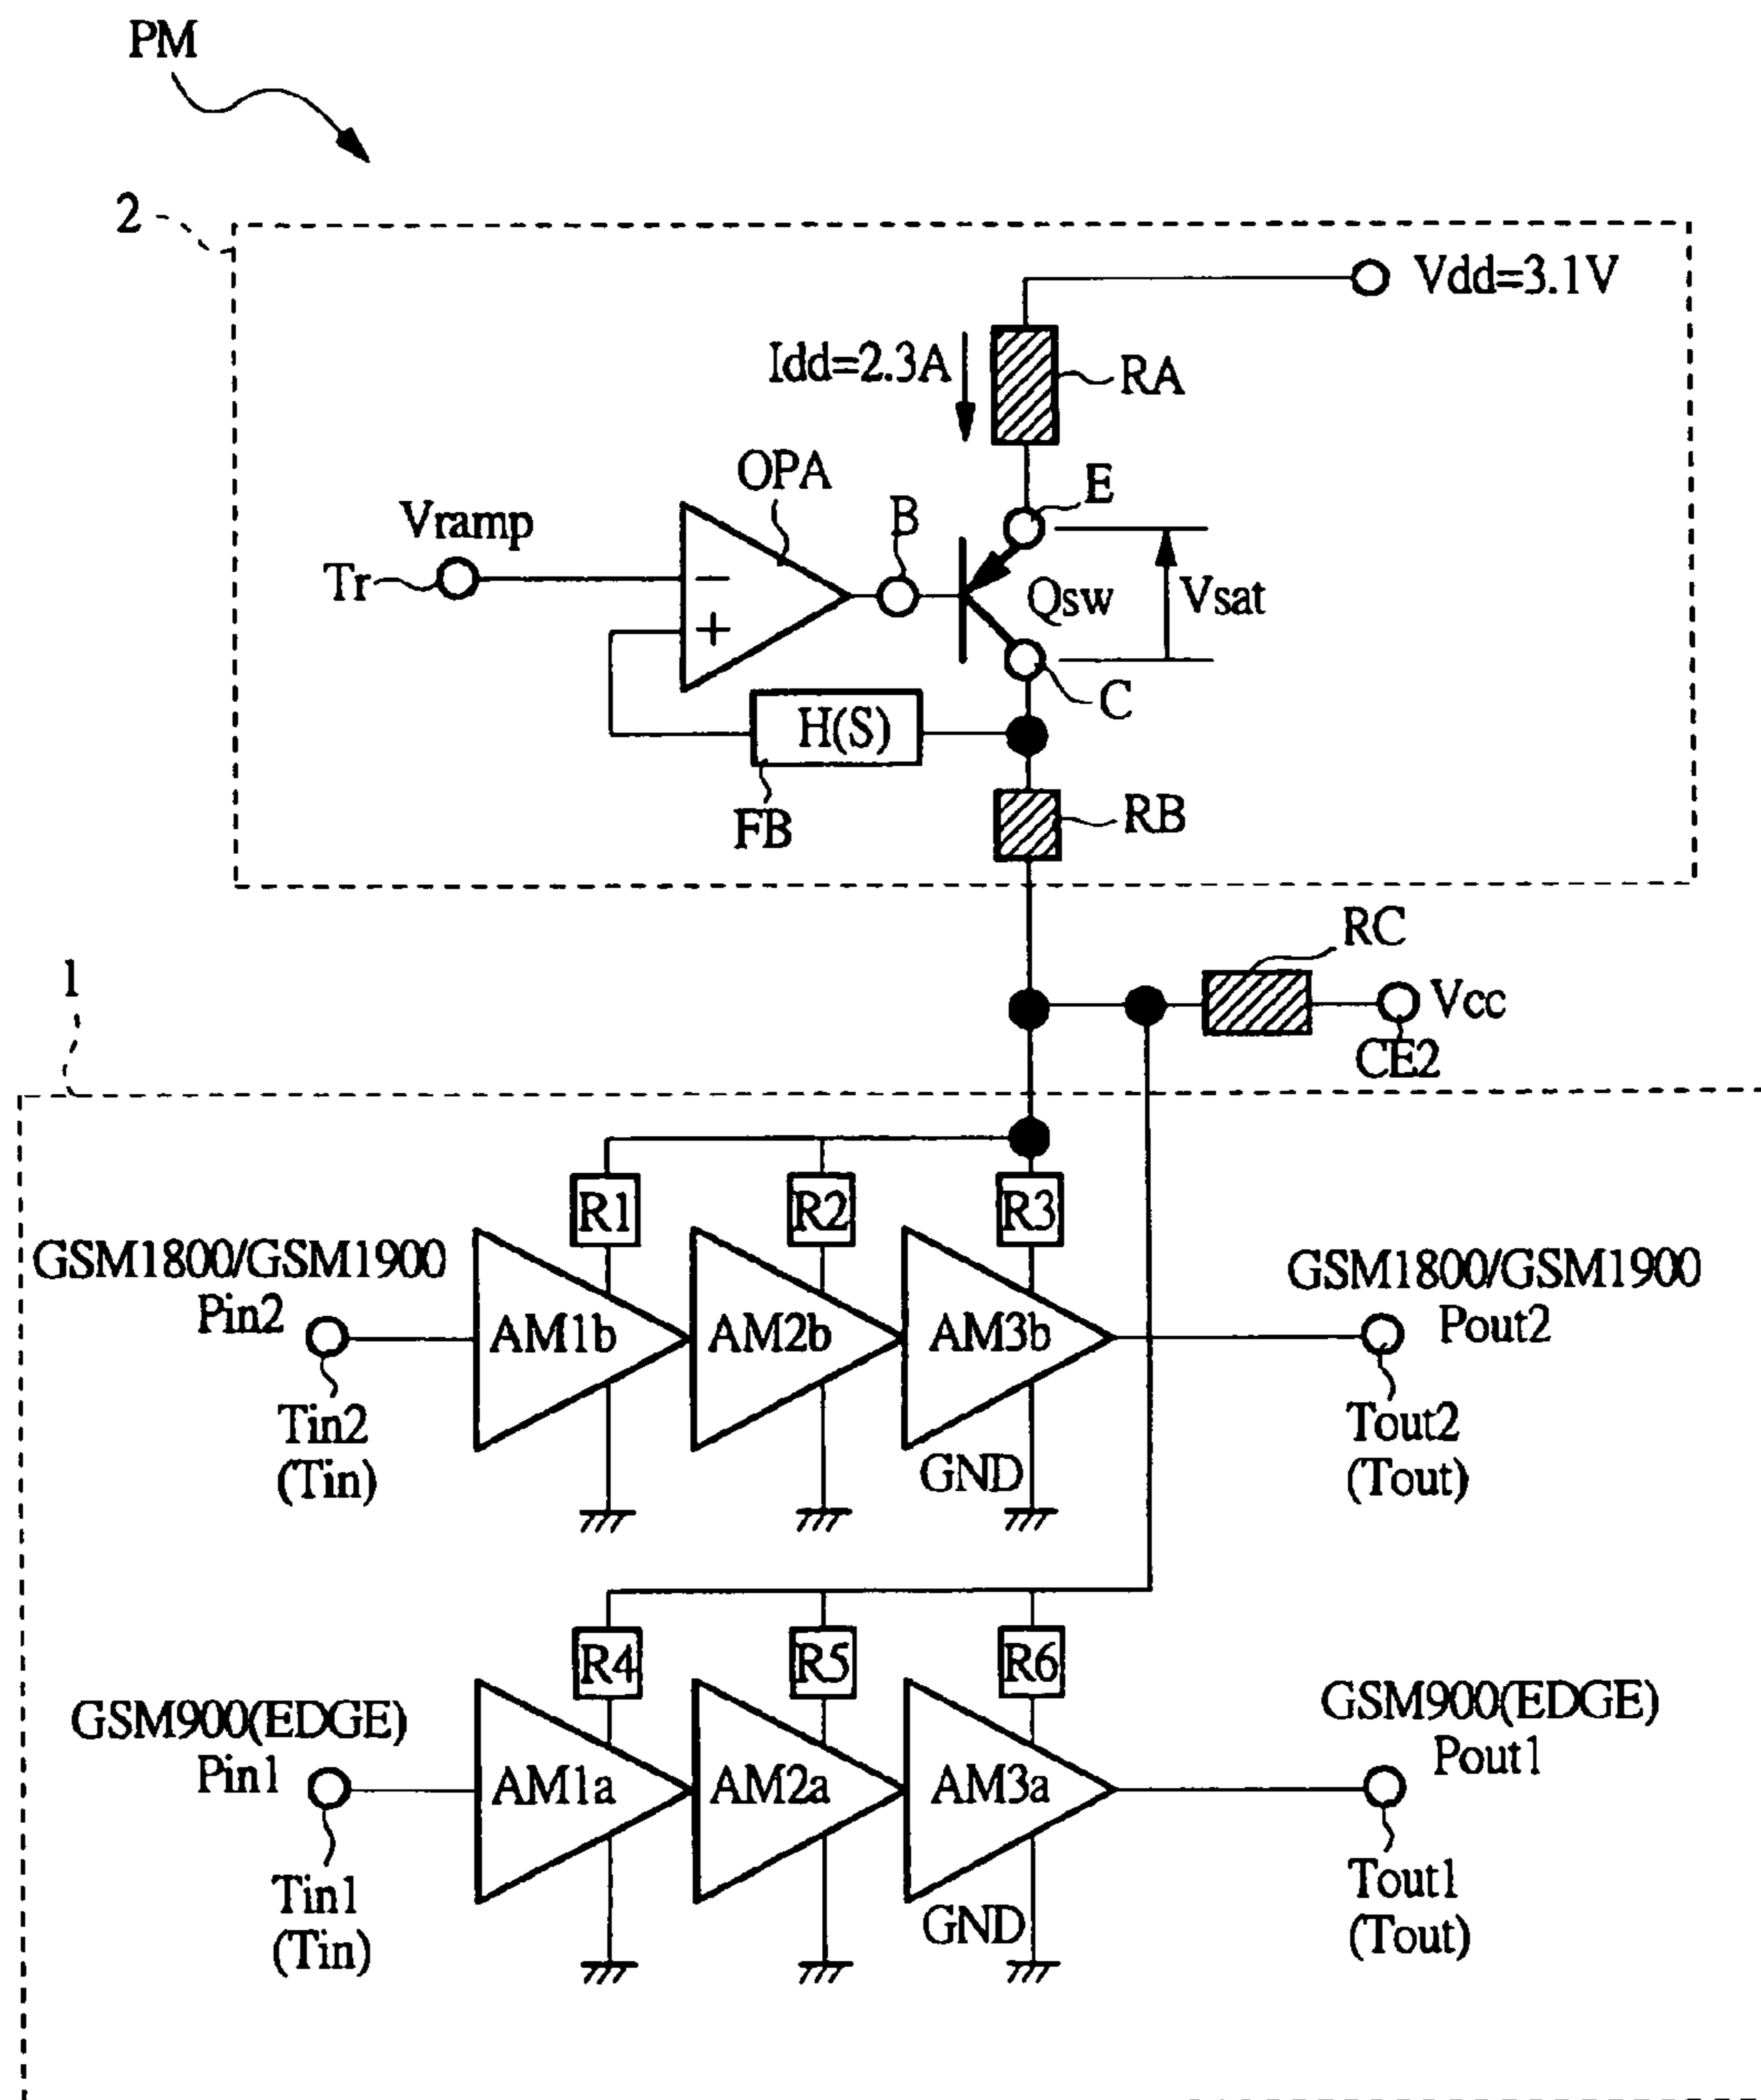 PM
2
Vdd=3.1V
Idd=2.3A
RA
OPA
E
Vramp
B
Tr
−
Qsw
Vsat
+
C
H(S)
FB
RB
RC
1
Vcc
CE2
R1
R2
R3
GSM1800/GSM1900
Pin2
GSM1800/GSM1900
Pout2
AM1b
AM2b
AM3b
Tin2
(Tin)
GND
Tout2
(Tout)
R4
R5
R6
GSM900(EDGE)
Pin1
GSM900(EDGE)
Pout1
AM1a
AM2a
AM3a
Tin1
(Tin)
GND
Tout1
(Tout)